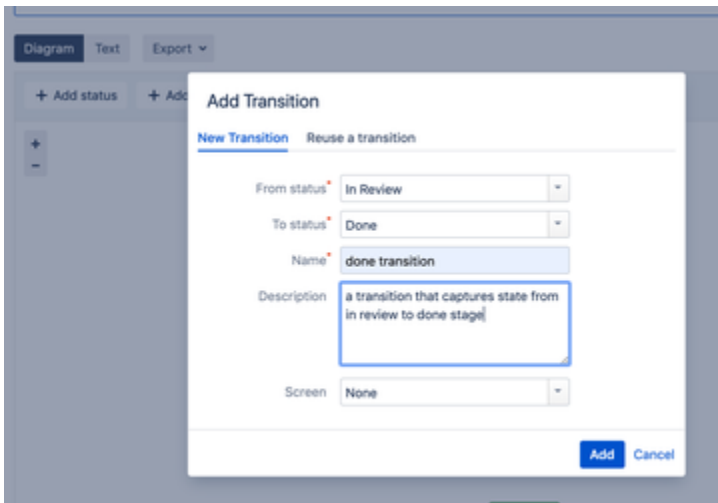 Diagram Text Export
+ Add status + Add
+
-
Add Transition
New Transition Reuse a transition
From status* In Review
To status* Done
Name* done transition
Description a transition that captures state from
in review to done stage
Screen None
Add Cancel